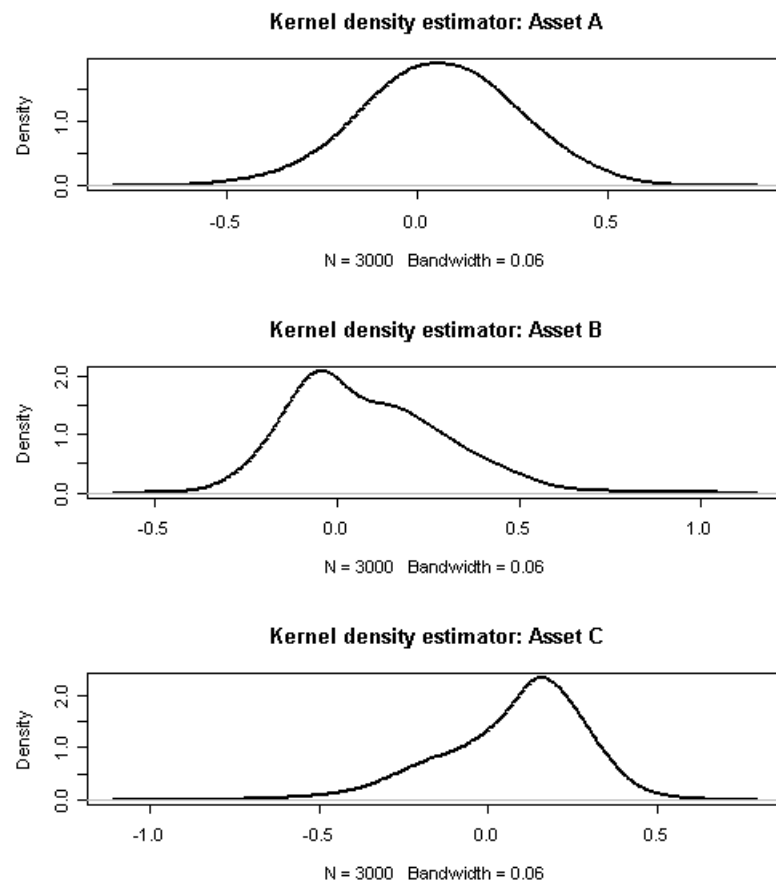 Kernel density estimator: Asset A
Density
1.0
0.0
-0.5 0.0 0.5
N = 3000 Bandwidth = 0.06
Kernel density estimator: Asset B
Density
2.0
1.0
0.0
-0.5 0.0 0.5 1.0
N = 3000 Bandwidth = 0.06
Kernel density estimator: Asset C
Density
2.0
1.0
0.0
-1.0 -0.5 0.0 0.5
N = 3000 Bandwidth = 0.06